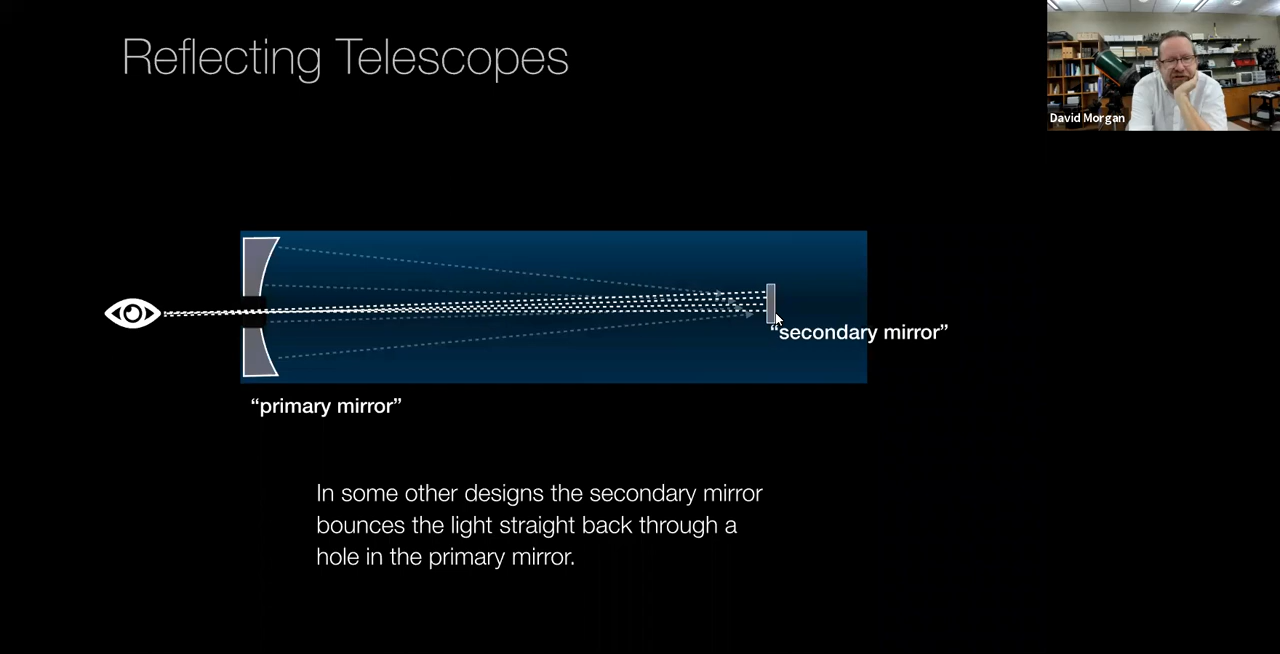 Reflecting Telescopes
David Morgan
“secondary mirror”
“primary mirror”
In some other designs the secondary mirror
bounces the light straight back through a
hole in the primary mirror.